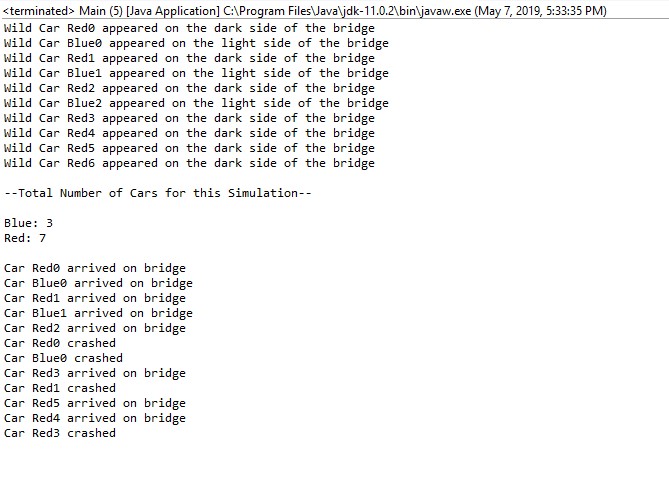 <terminated> Main (5) [Java Application] C:\Program Files\Java\jdk-11.0.2\bin\javaw.exe (May 7, 2019, 5:33:35 PM)
Wild Car Red0 appeared on the dark side of the bridge
Wild Car Blue0 appeared on the light side of the bridge
Wild Car Red1 appeared on the dark side of the bridge
Wild Car Blue1 appeared on the light side of the bridge
Wild Car Red2 appeared on the dark side of the bridge
Wild Car Blue2 appeared on the light side of the bridge
Wild Car Red3 appeared on the dark side of the bridge
Wild Car Red4 appeared on the dark side of the bridge
Wild Car Red5 appeared on the dark side of the bridge
Wild Car Red6 appeared on the dark side of the bridge
--Total Number of Cars for this Simulation--
Blue: 3
Red: 7
Car Red0 arrived on bridge
Car Blue0 arrived on bridge
Car Red1 arrived on bridge
Car Blue1 arrived on bridge
Car Red2 arrived on bridge
Car Red0 crashed
Car Blue0 crashed
Car Red3 arrived on bridge
Car Red1 crashed
Car Red5 arrived on bridge
Car Red4 arrived on bridge
Car Red3 crashed